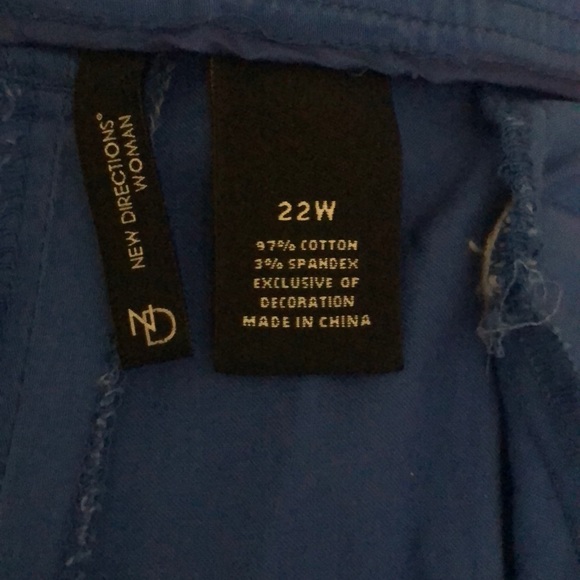 NEW DIRECTIONS®
WOMAN
ND
22W
97% COTTON
3% SPANDEX
EXCLUSIVE OF
DECORATION
MADE IN CHINA